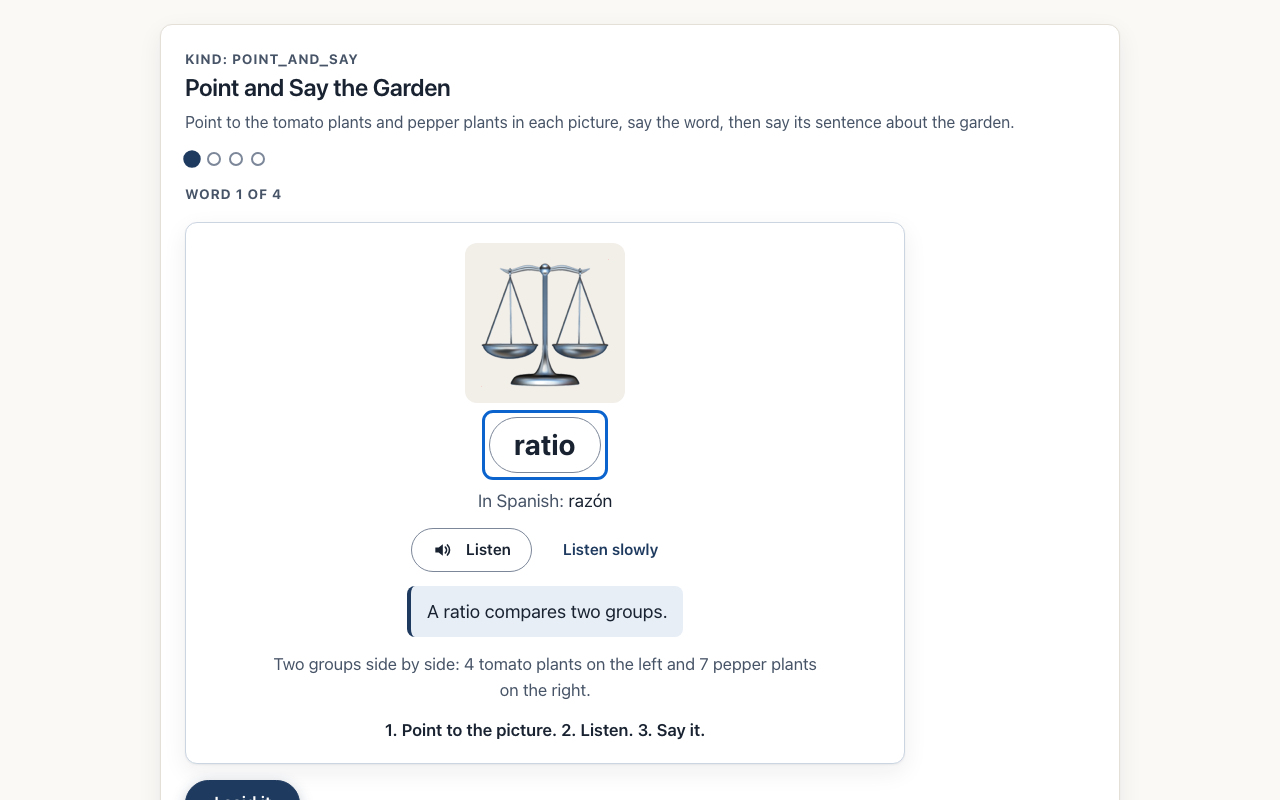 KIND: POINT_AND_SAY
Point and Say the Garden
Point to the tomato plants and pepper plants in each picture, say the word, then say its sentence about the garden.
WORD 1 OF 4
ratio
In Spanish: razón
Listen
Listen slowly
A ratio compares two groups.
Two groups side by side: 4 tomato plants on the left and 7 pepper plants
on the right.
1. Point to the picture. 2. Listen. 3. Say it.
I said it